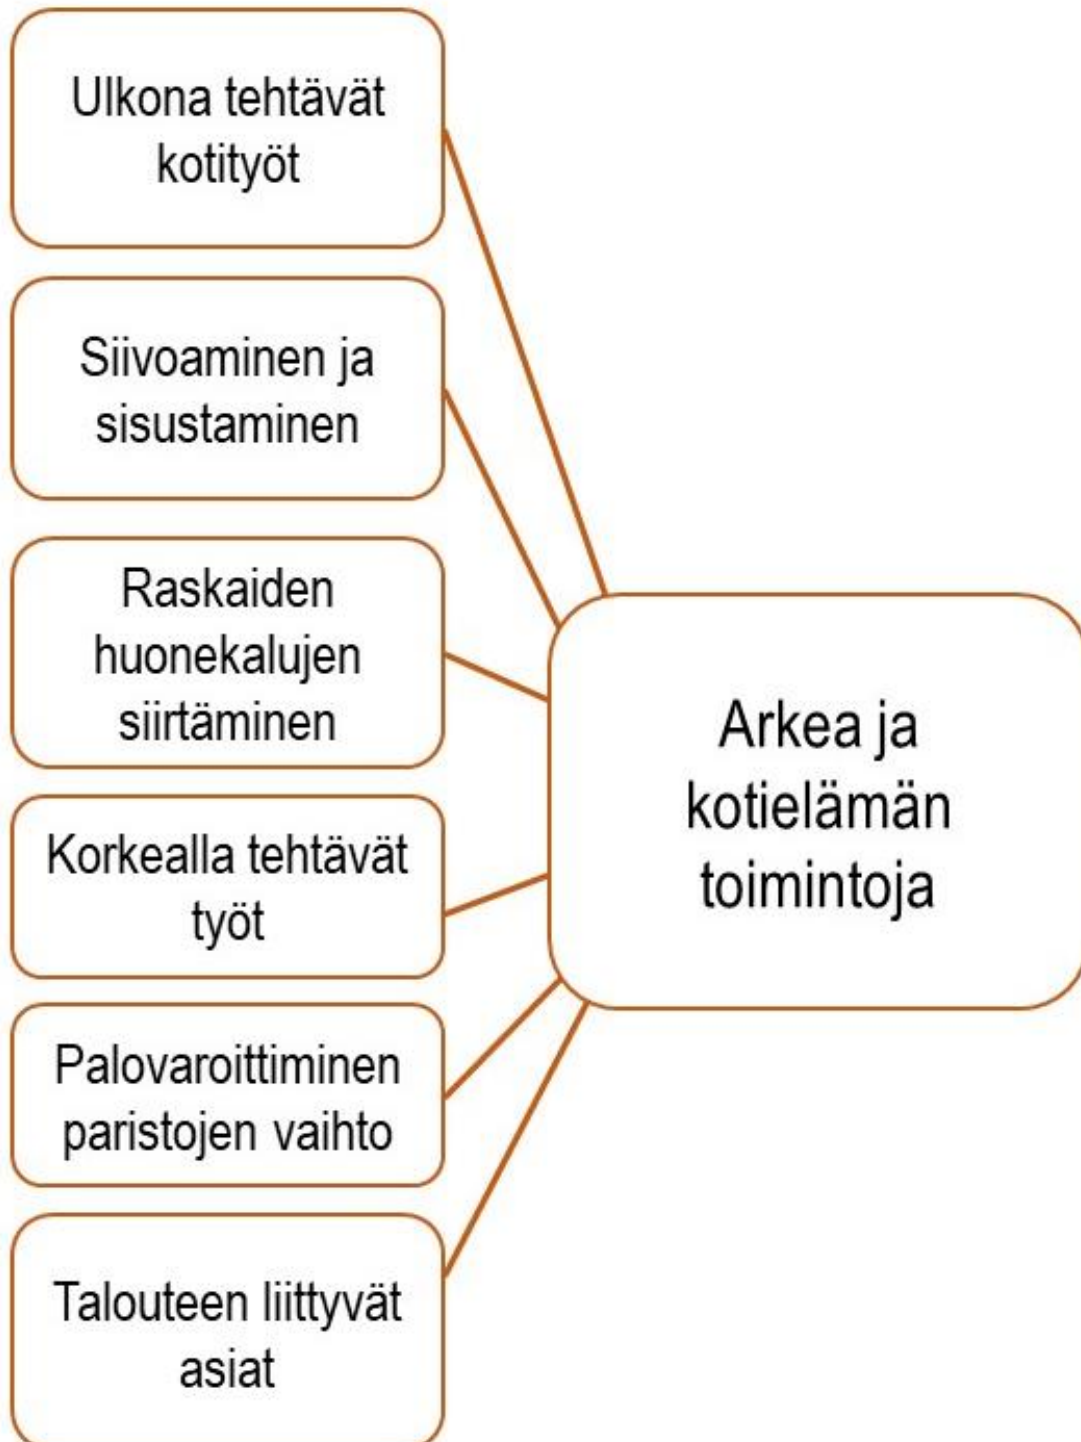 Ulkona tehtävät
kotityöt
Siivoaminen ja
sisustaminen
Raskaiden
huonekalujen
siirtäminen
Korkealla tehtävät
työt
Palovaroittiminen
paristojen vaihto
Talouteen liittyvät
asiat
Arkea ja
kotielämän
toimintoja